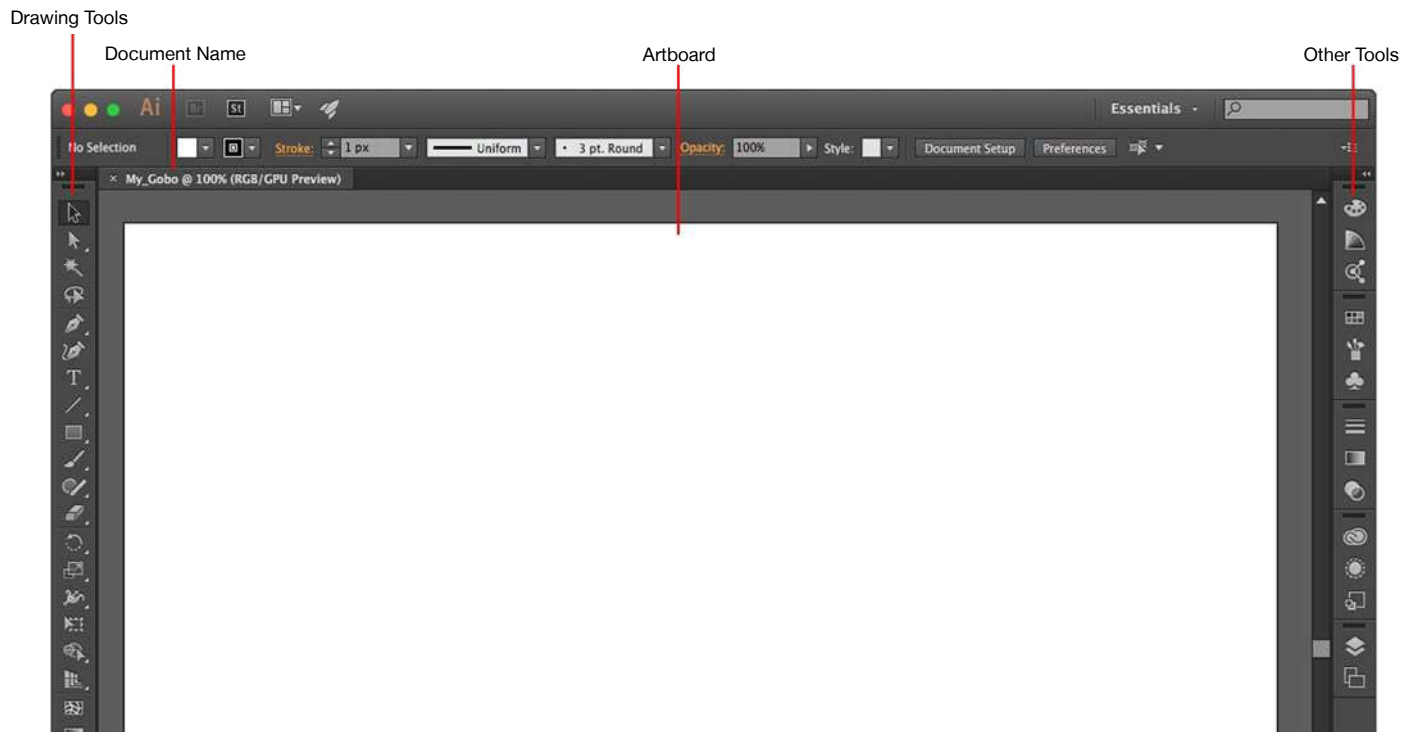 Drawing Tools
Document Name
Artboard
Other Tools
Ai Br St Essentials
No Selection Stroke: 1 px Uniform 3 pt. Round Opacity: 100% Style: Document Setup Preferences
× My_Gobo @ 100% (RGB/GPU Preview)
T